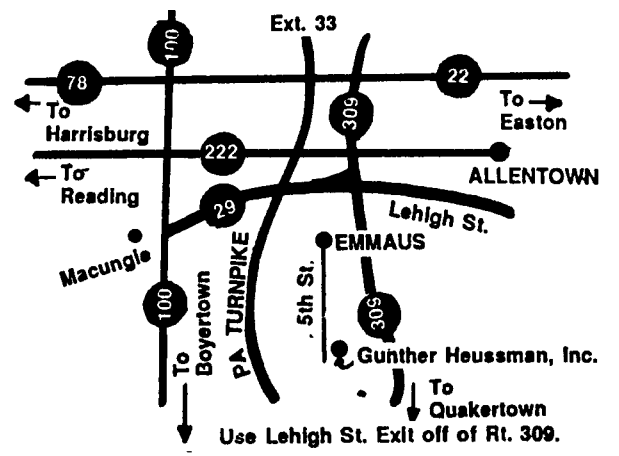 Ext. 33
100
78
22
To
Harrisburg
309
To
Easton
222
To
Reading
ALLENTOWN
29
Lehigh St.
Macungie
EMMAUS
PA TURNPIKE
5th St.
100
To
Boyertown
309
Gunther Heussman, Inc.
To
Quakertown
Use Lehigh St. Exit off of Rt. 309.